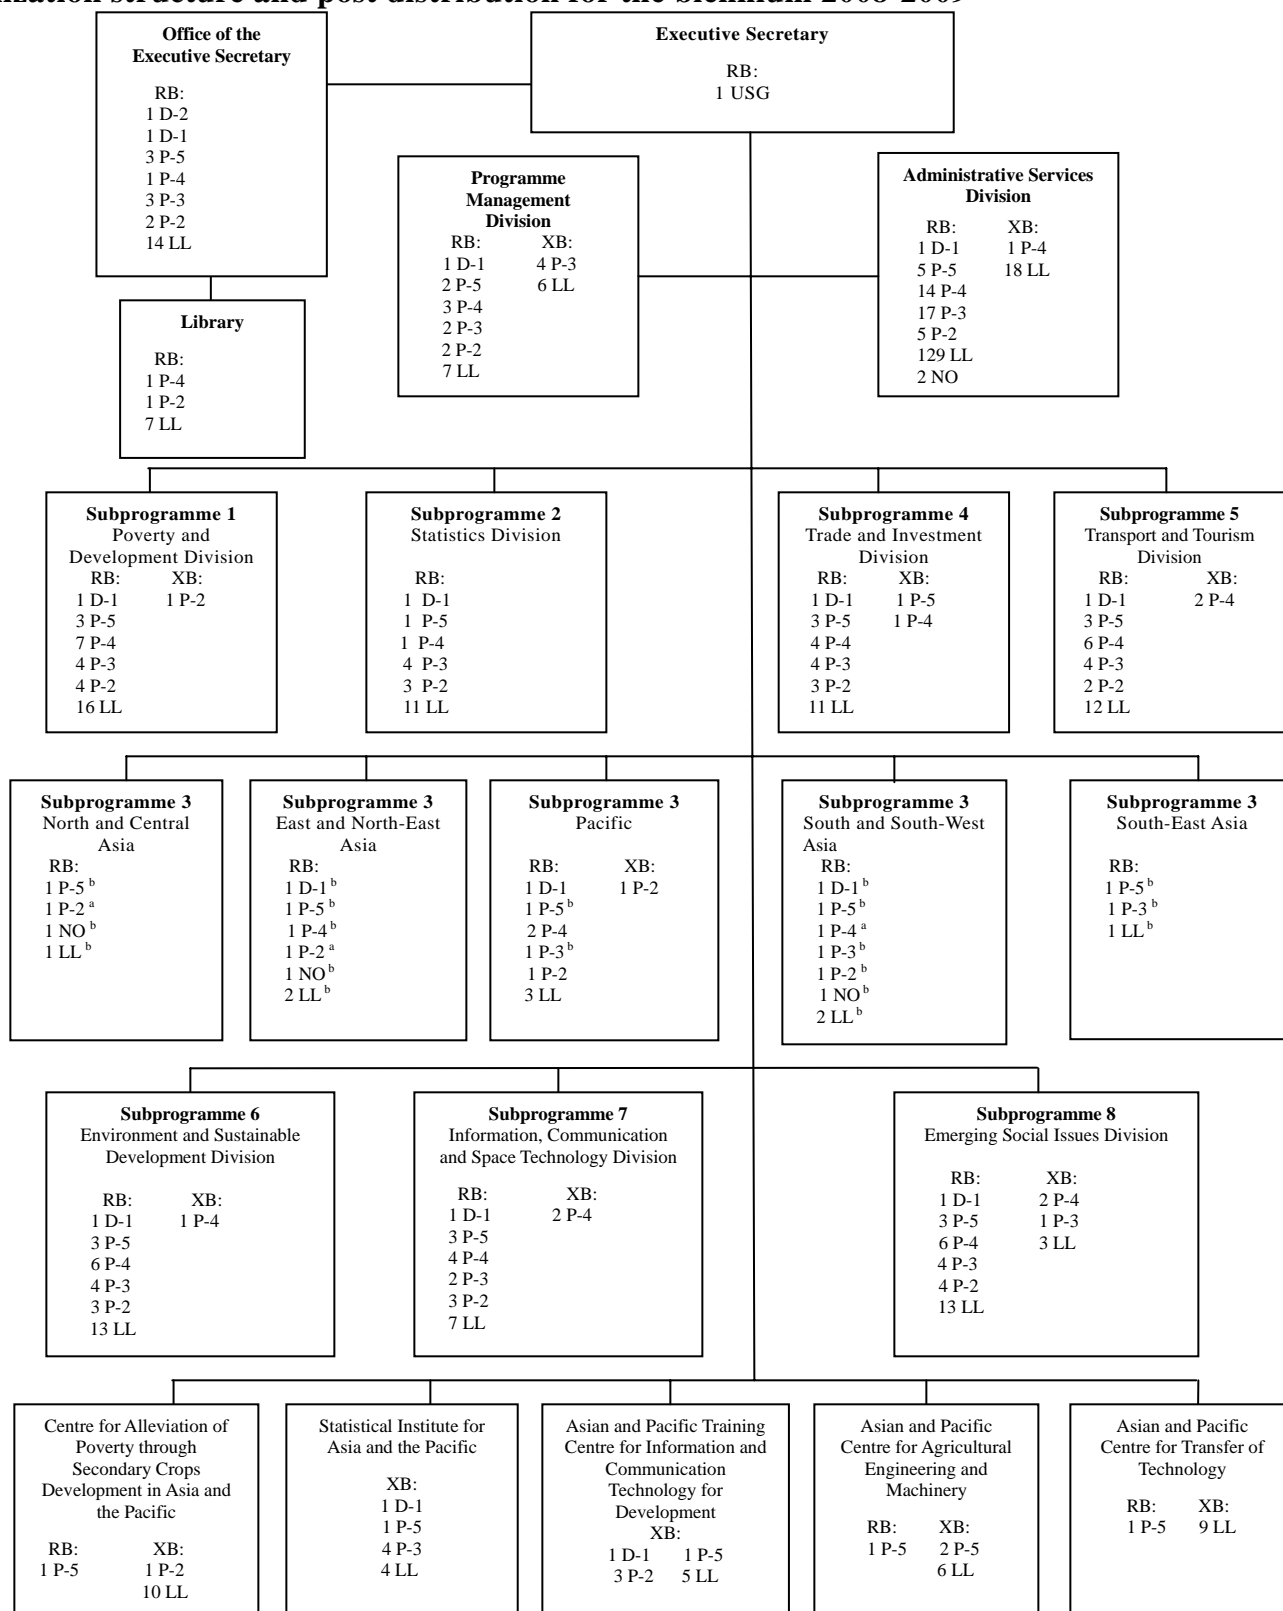 nization structure and post distribution for the biennium 2008-2009
Office of the
Executive Secretary
RB:
1 D-2
1 D-1
3 P-5
1 P-4
3 P-3
2 P-2
14 LL
Executive Secretary
RB:
1 USG
Programme
Management
Division
RB: XB:
1 D-1 4 P-3
2 P-5 6 LL
3 P-4
2 P-3
2 P-2
7 LL
Administrative Services
Division
RB: XB:
1 D-1 1 P-4
5 P-5 18 LL
14 P-4
17 P-3
5 P-2
129 LL
2 NO
Library
RB:
1 P-4
1 P-2
7 LL
Subprogramme 1
Poverty and
Development Division
RB: XB:
1 D-1 1 P-2
3 P-5
7 P-4
4 P-3
4 P-2
16 LL
Subprogramme 2
Statistics Division
RB:
1 D-1
1 P-5
1 P-4
4 P-3
3 P-2
11 LL
Subprogramme 4
Trade and Investment
Division
RB: XB:
1 D-1 1 P-5
3 P-5 1 P-4
4 P-4
4 P-3
3 P-2
11 LL
Subprogramme 5
Transport and Tourism
Division
RB: XB:
1 D-1 2 P-4
3 P-5
6 P-4
4 P-3
2 P-2
12 LL
Subprogramme 3
North and Central
Asia
RB:
1 P-5 b
1 P-2 a
1 NO b
1 LL b
Subprogramme 3
East and North-East
Asia
RB:
1 D-1 b
1 P-5 b
1 P-4 b
1 P-2 a
1 NO b
2 LL b
Subprogramme 3
Pacific
RB: XB:
1 D-1 1 P-2
1 P-5 b
2 P-4
1 P-3 b
1 P-2
3 LL
Subprogramme 3
South and South-West
Asia
RB:
1 D-1 b
1 P-5 b
1 P-4 a
1 P-3 b
1 P-2 b
1 NO b
2 LL b
Subprogramme 3
South-East Asia
RB:
1 P-5 b
1 P-3 b
1 LL b
Subprogramme 6
Environment and Sustainable
Development Division
RB: XB:
1 D-1 1 P-4
3 P-5
6 P-4
4 P-3
3 P-2
13 LL
Subprogramme 7
Information, Communication
and Space Technology Division
RB: XB:
1 D-1 2 P-4
3 P-5
4 P-4
2 P-3
3 P-2
7 LL
Subprogramme 8
Emerging Social Issues Division
RB: XB:
1 D-1 2 P-4
3 P-5 1 P-3
6 P-4 3 LL
4 P-3
4 P-2
13 LL
Centre for Alleviation of
Poverty through
Secondary Crops
Development in Asia and
the Pacific
RB: XB:
1 P-5 1 P-2
10 LL
Statistical Institute for
Asia and the Pacific
XB:
1 D-1
1 P-5
4 P-3
4 LL
Asian and Pacific Training
Centre for Information and
Communication
Technology for
Development
XB:
1 D-1 1 P-5
3 P-2 5 LL
Asian and Pacific
Centre for Agricultural
Engineering and
Machinery
RB: XB:
1 P-5 2 P-5
6 LL
Asian and Pacific
Centre for Transfer of
Technology
RB: XB:
1 P-5 9 LL